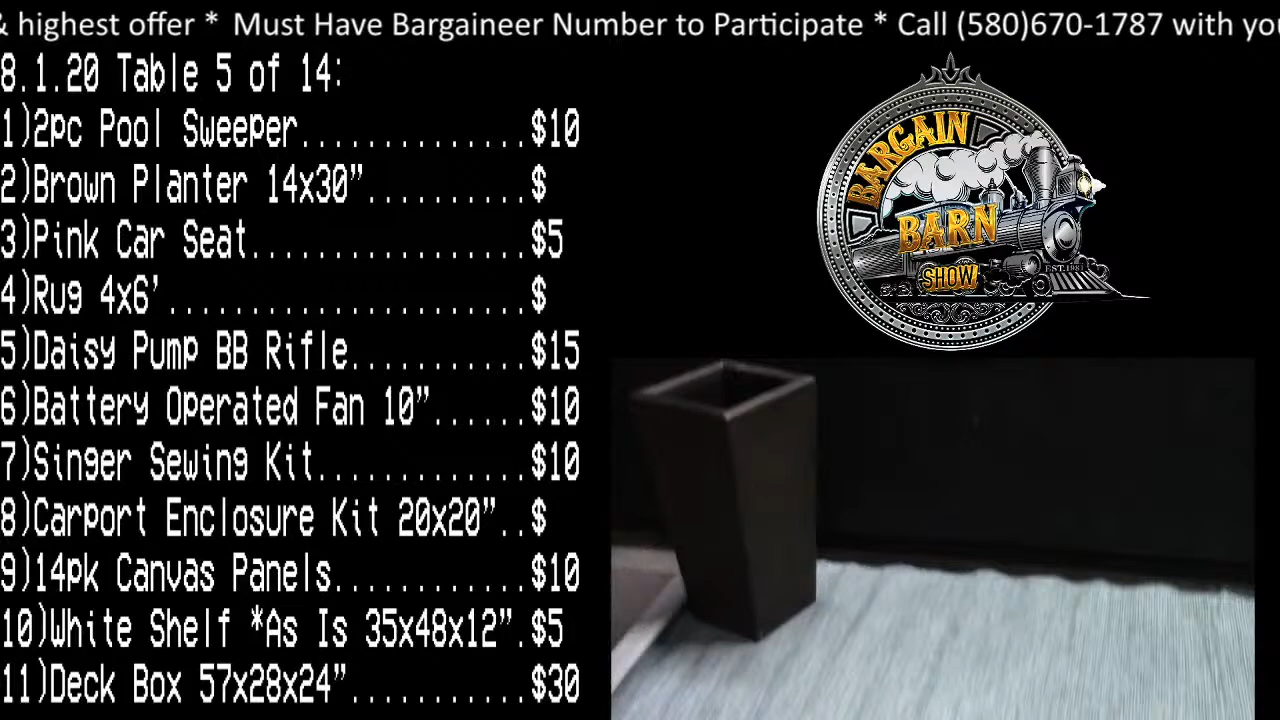 & highest offer * Must Have Bargaineer Number to Participate * Call (580)670-1787 with you
8.1.20 Table 5 of 14:
1)2pc Pool Sweeper..............$10
2)Brown Planter 14x30”..........$
3)Pink Car Seat.................$5
4)Rug 4x6’......................$
5)Daisy Pump BB Rifle...........$15
6)Battery Operated Fan 10”......$10
7)Singer Sewing Kit.............$10
8)Carport Enclosure Kit 20x20”..$
9)14pk Canvas Panels............$10
10)White Shelf *As Is 35x48x12”.$5
11)Deck Box 57x28x24”...........$30
BARGAIN
BARN
SHOW